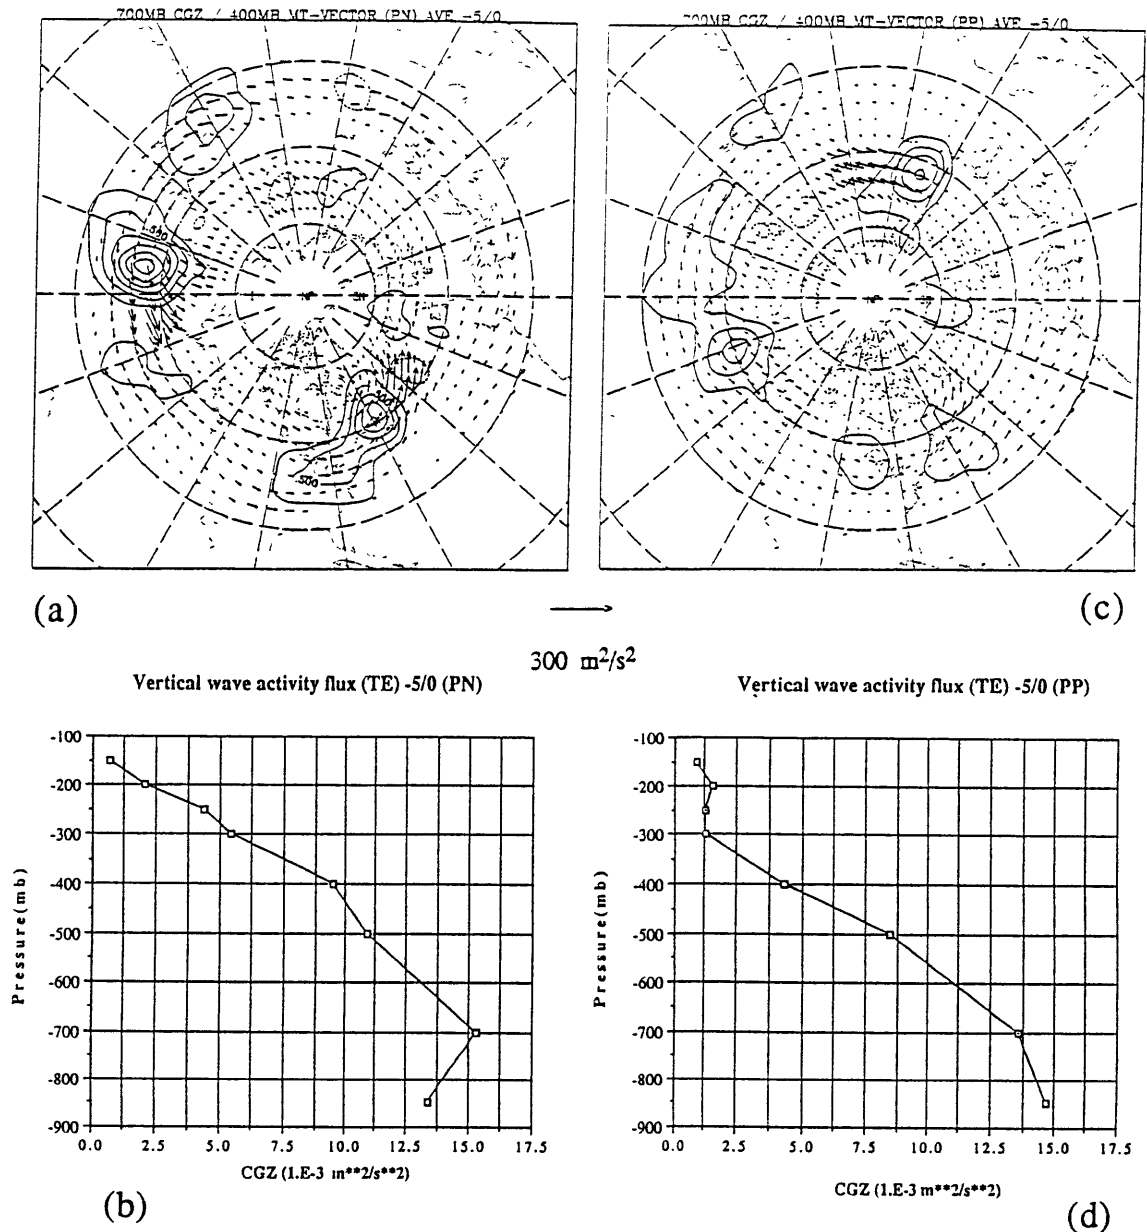 700MB CGZ / 400MB MT-VECTOR (PN) AVE -5/0
700MB CGZ / 400MB MT-VECTOR (PP) AVE -5/0
.500
.500
(a)
(c)
300 m²/s²
Vertical wave activity flux (TE) -5/0 (PN)
Vertical wave activity flux (TE) -5/0 (PP)
-100
-200
-300
-400
-500
-600
-700
-800
-900
Pressure(mb)
0.0 2.5 5.0 7.5 10.0 12.5 15.0 17.5
CGZ (1.E-3 m**2/s**2)
(b)
-100
-200
-300
-400
-500
-600
-700
-800
-900
Pressure(mb)
0.0 2.5 5.0 7.5 10.0 12.5 15.0 17.5
CGZ (1.E-3 m**2/s**2)
(d)